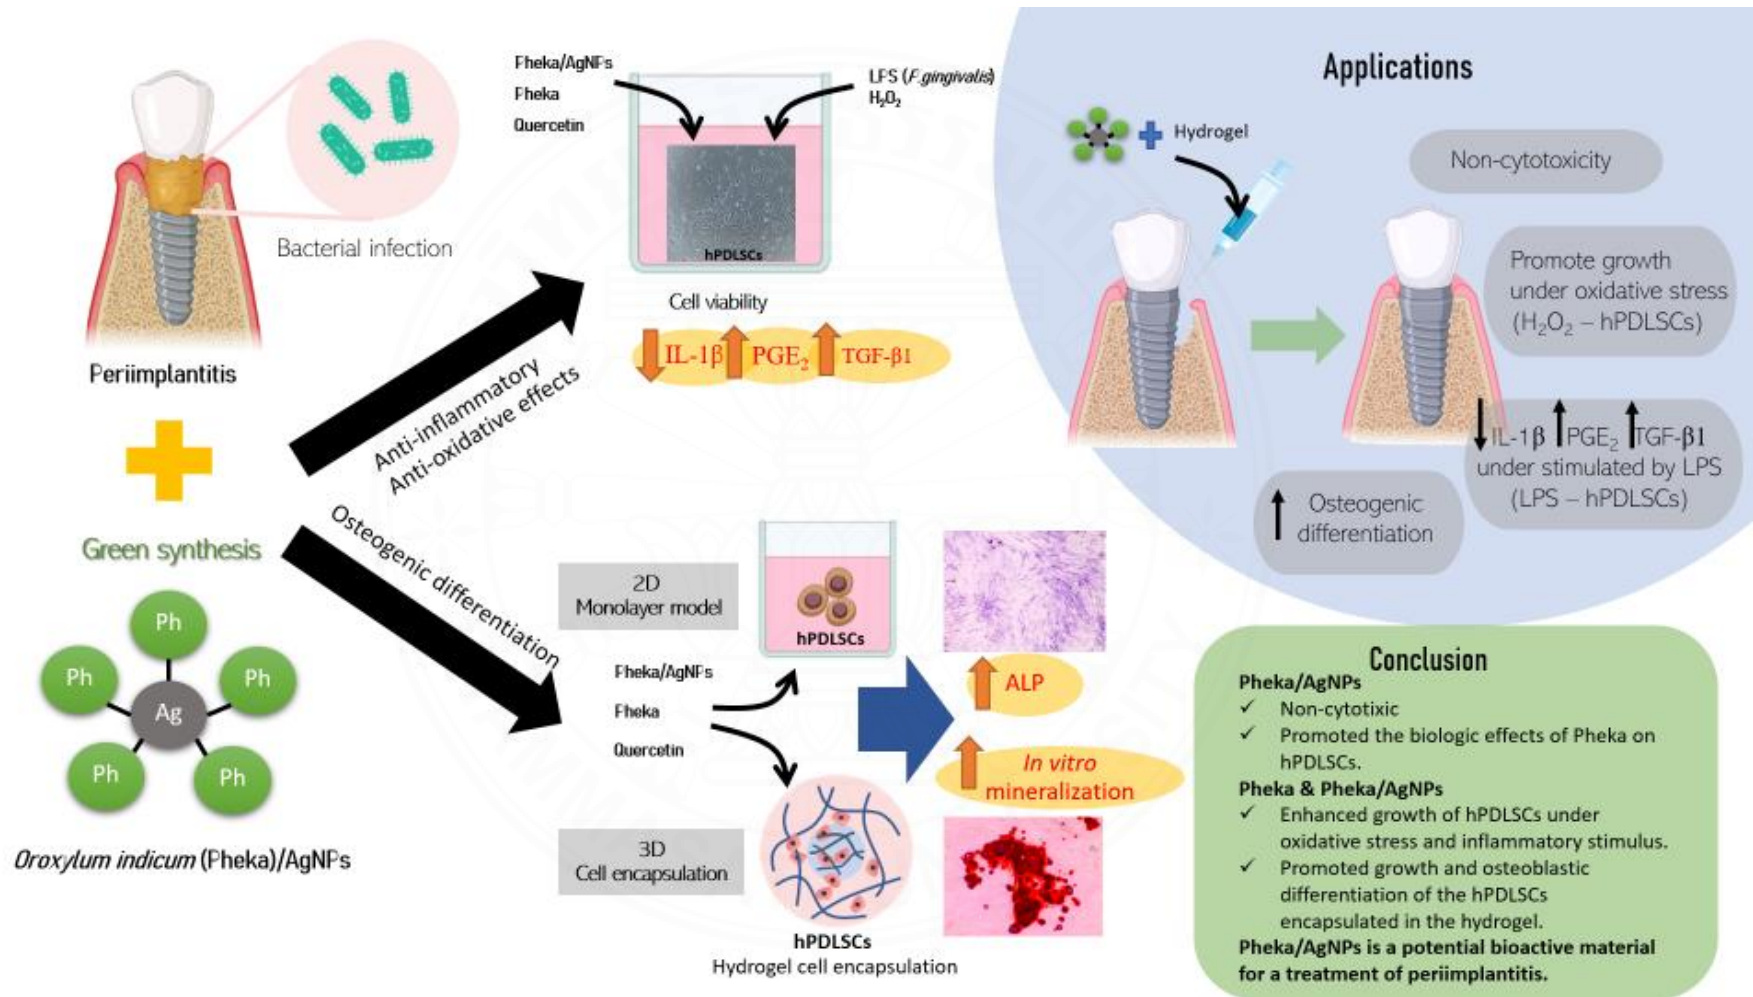 Bacterial infection
Periimplantitis
Green synthesis
Ph
Ph
Ph
Ag
Ph
Ph
Oroxylum indicum (Pheka)/AgNPs
Anti-inflammatory
Anti-oxidative effects
Osteogenic differentiation
Pheka/AgNPs
Pheka
Quercetin
LPS (P.gingivalis)
H₂O₂
hPDLSCs
Cell viability
IL-1β PGE₂ TGF-β1
2D
Monolayer model
hPDLSCs
Pheka/AgNPs
Pheka
Quercetin
3D
Cell encapsulation
hPDLSCs
Hydrogel cell encapsulation
ALP
In vitro
mineralization
Applications
Hydrogel
Non-cytotoxicity
Promote growth
under oxidative stress
(H₂O₂ – hPDLSCs)
IL-1β PGE₂ TGF-β1
under stimulated by LPS
(LPS – hPDLSCs)
Osteogenic
differentiation
Conclusion
Pheka/AgNPs
✓ Non-cytotixic
✓ Promoted the biologic effects of Pheka on
hPDLSCs.
Pheka & Pheka/AgNPs
✓ Enhanced growth of hPDLSCs under
oxidative stress and inflammatory stimulus.
✓ Promoted growth and osteoblastic
differentiation of the hPDLSCs
encapsulated in the hydrogel.
Pheka/AgNPs is a potential bioactive material
for a treatment of periimplantitis.